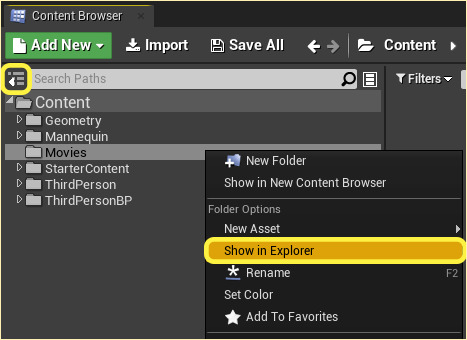 Content Browser
Add New Import Save All Content
Search Paths Filters
Content
Geometry
Mannequin
Movies
StarterContent
ThirdPerson
ThirdPersonBP
New Folder
Show in New Content Browser
Folder Options
New Asset
Show in Explorer
Rename F2
Set Color
Add To Favorites